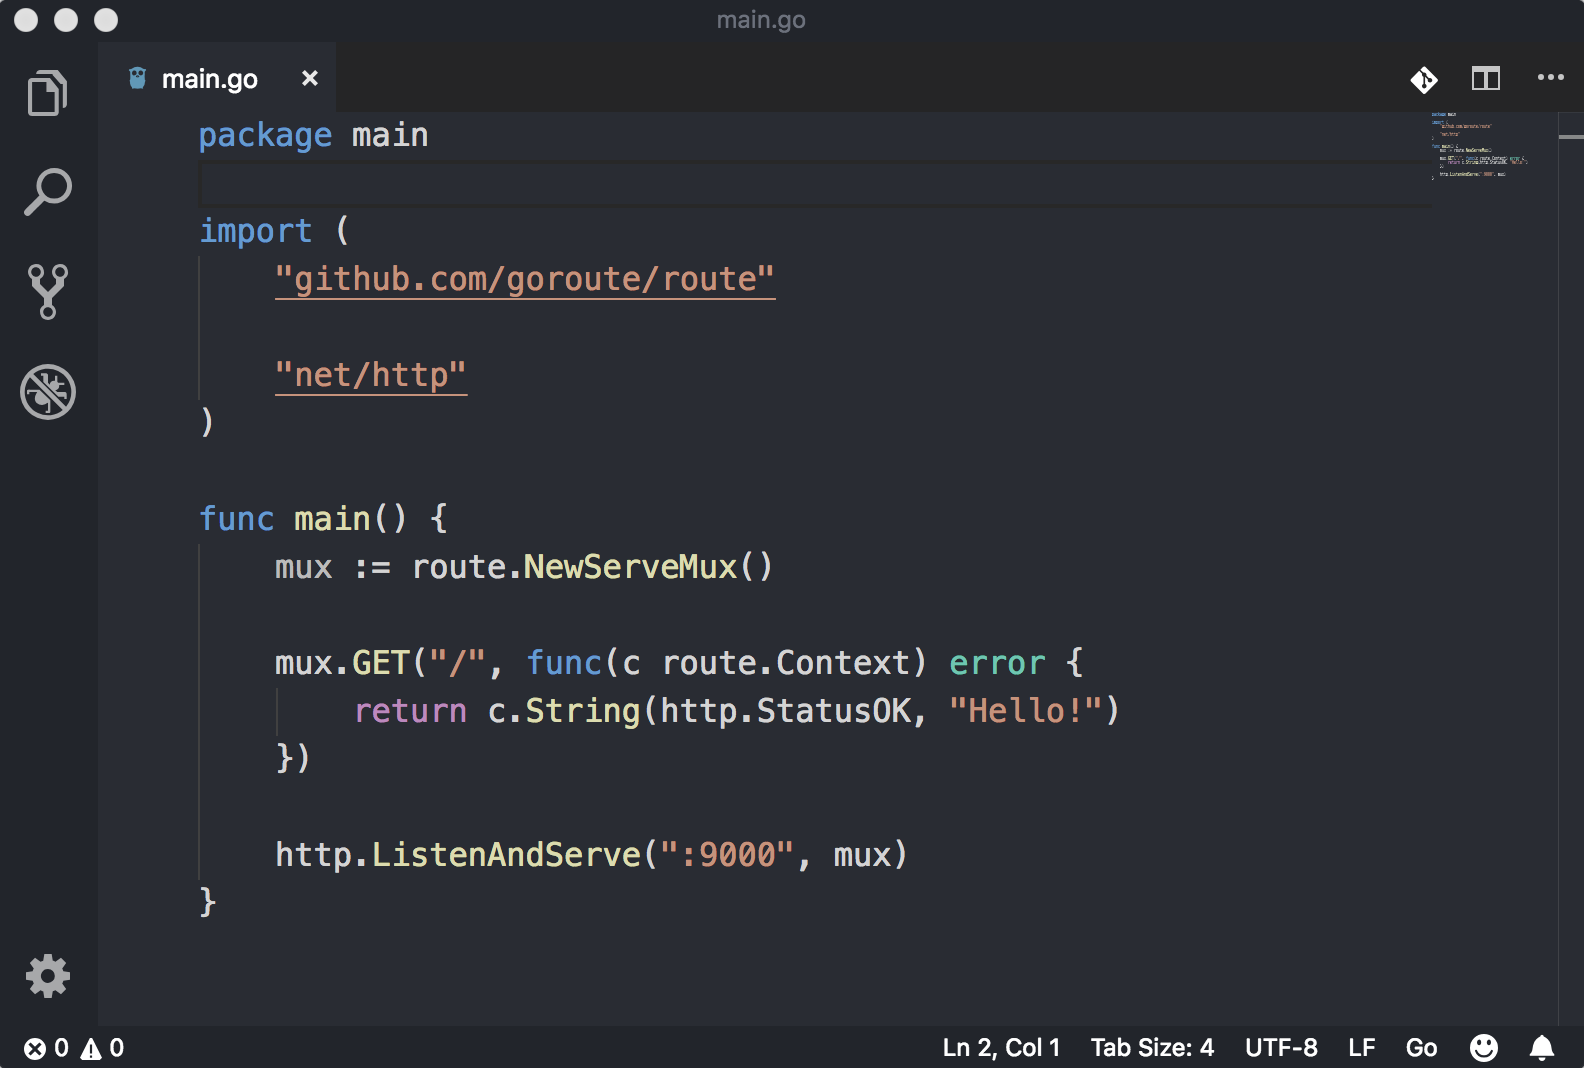 main.go
main.go
package main
import (
"github.com/goroute/route"
"net/http"
)
func main() {
mux := route.NewServeMux()
mux.GET("/", func(c route.Context) error {
return c.String(http.StatusOK, "Hello!")
})
http.ListenAndServe(":9000", mux)
}
0 0 Ln 2, Col 1 Tab Size: 4 UTF-8 LF Go